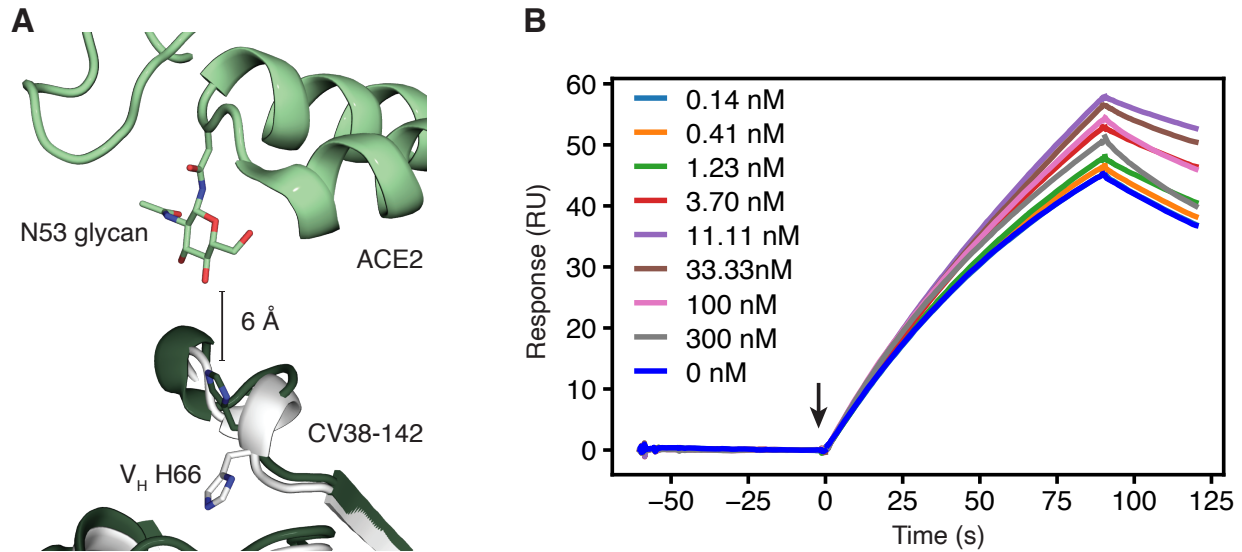 A
N53 glycan
ACE2
6 Å
CV38-142
VH H66
B
Response (RU)
60
50
40
30
20
10
0
0.14 nM
0.41 nM
1.23 nM
3.70 nM
11.11 nM
33.33nM
100 nM
300 nM
0 nM
−50 −25 0 25 50 75 100 125
Time (s)